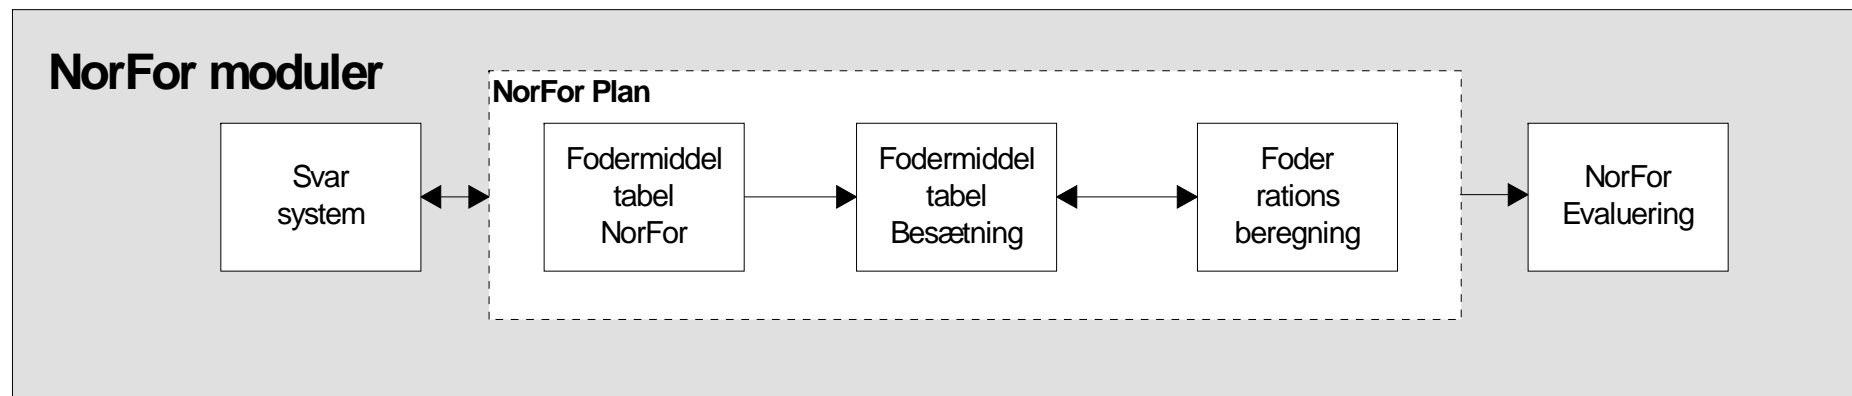 NorFor moduler
NorFor Plan
Svar
system
Fodermiddel
tabel
NorFor
Fodermiddel
tabel
Besætning
Foder
rations
beregning
NorFor
Evaluering